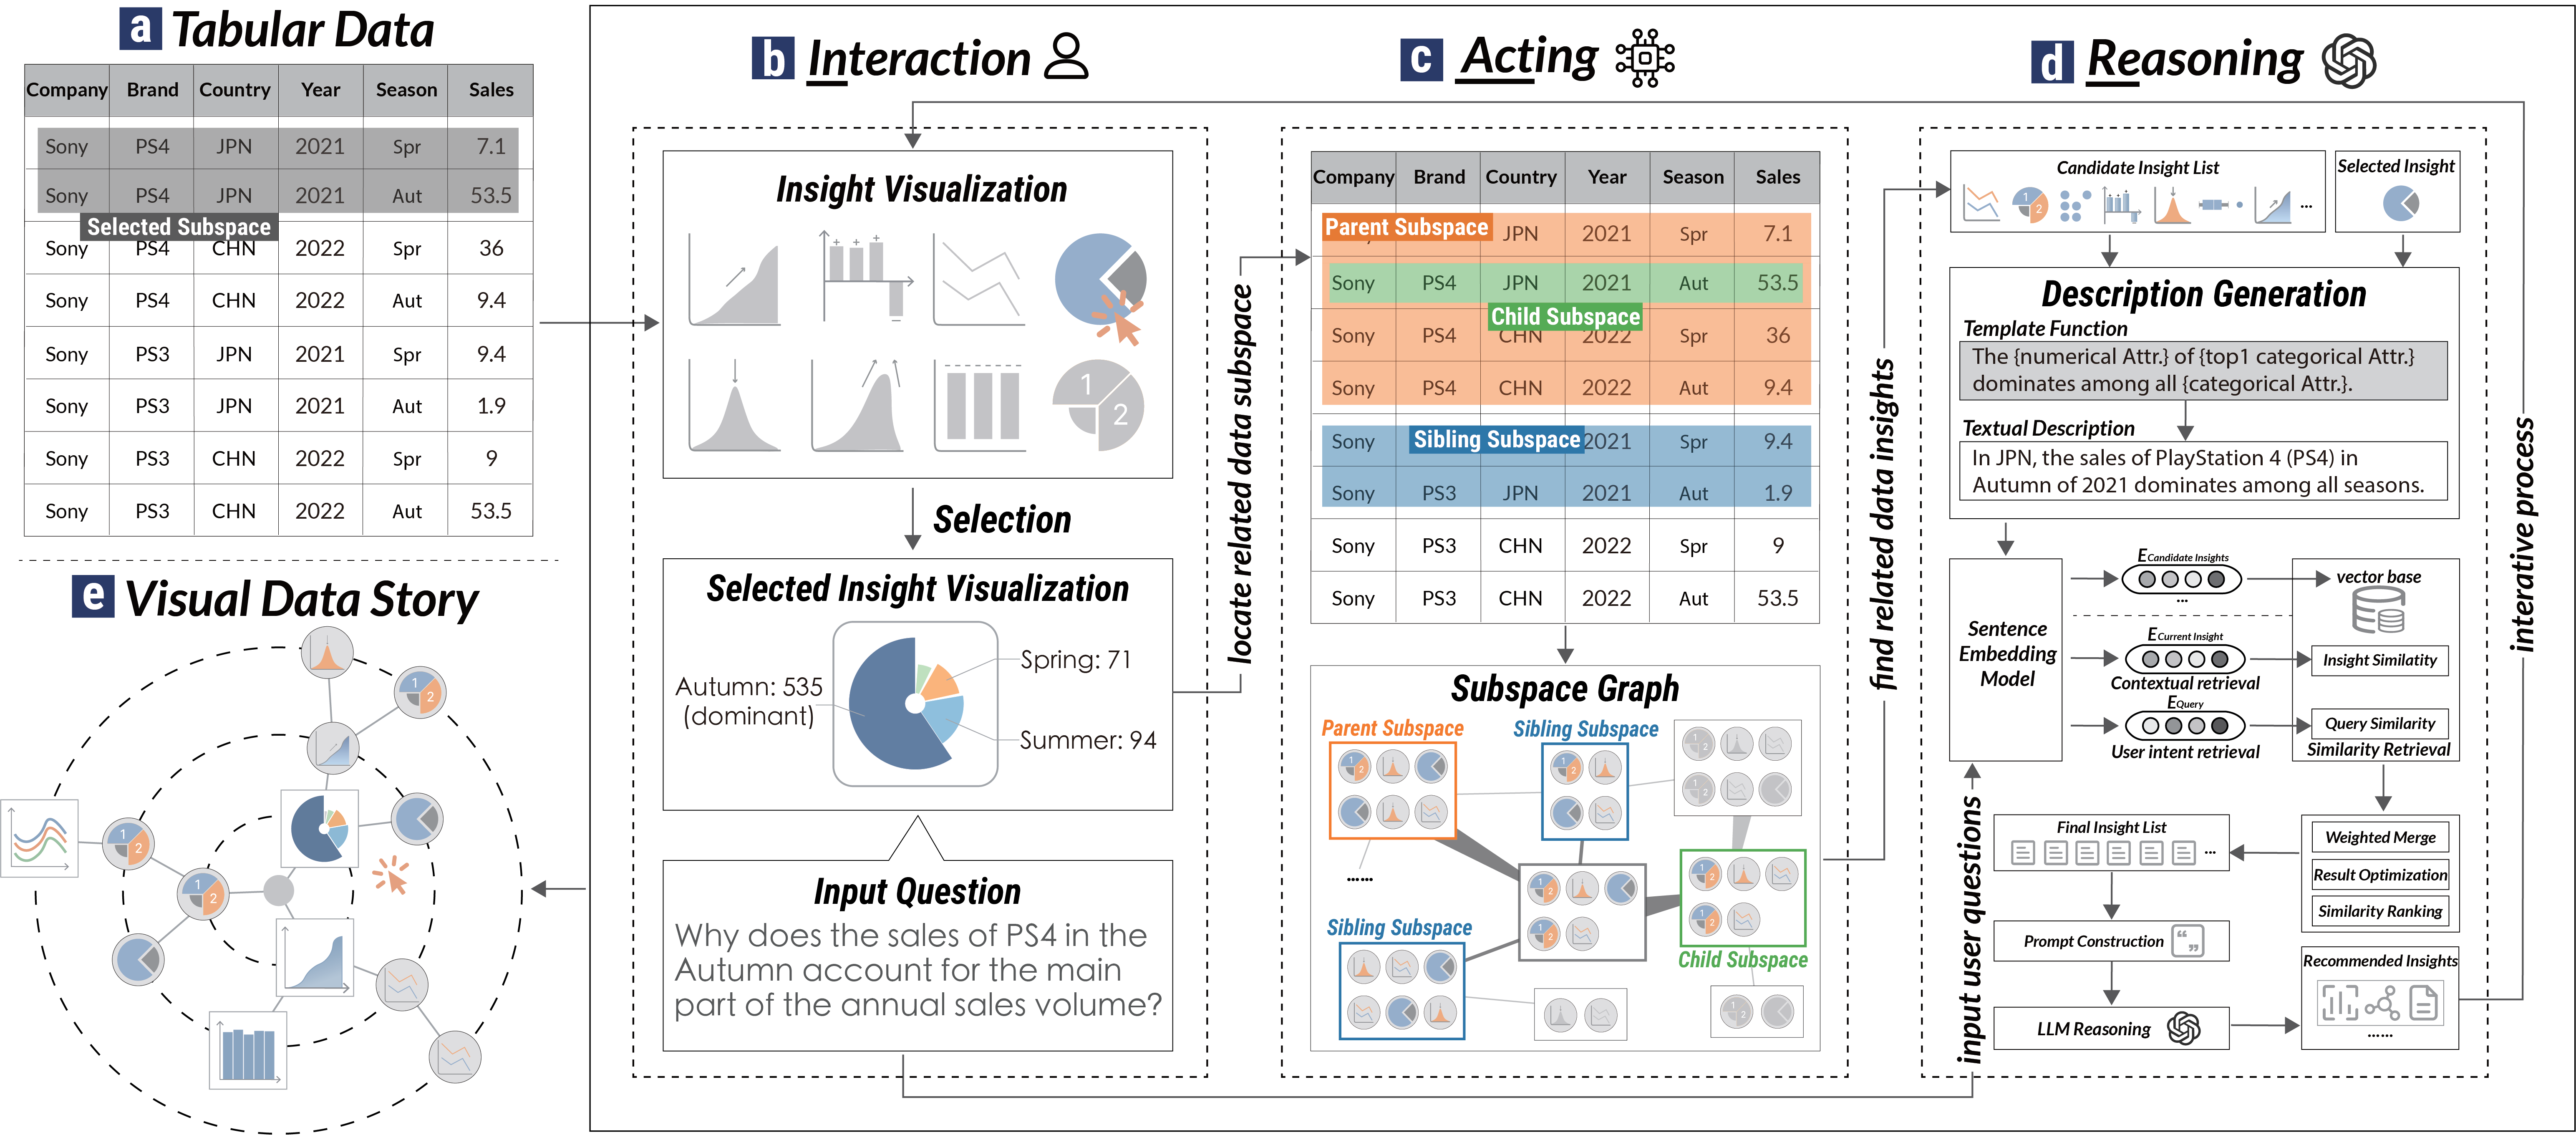 a Tabular Data
Company Brand Country Year Season Sales
Sony PS4 JPN 2021 Spr 7.1
Sony PS4 JPN 2021 Aut 53.5
Selected Subspace
Sony PS4 CHN 2022 Spr 36
Sony PS4 CHN 2022 Aut 9.4
Sony PS3 JPN 2021 Spr 9.4
Sony PS3 JPN 2021 Aut 1.9
Sony PS3 CHN 2022 Spr 9
Sony PS3 CHN 2022 Aut 53.5
e Visual Data Story
1 2
1 2
1 2
b Interaction
Insight Visualization
+ + +
−
1 2
Selection
Selected Insight Visualization
Spring: 71
Autumn: 535
(dominant)
Summer: 94
Input Question
Why does the sales of PS4 in the
Autumn account for the main
part of the annual sales volume?
locate related data subspace
c Acting
Company Brand Country Year Season Sales
Parent Subspace JPN 2021 Spr 7.1
Sony PS4 JPN 2021 Aut 53.5
Child Subspace
Sony PS4 CHN 2022 Spr 36
Sony PS4 CHN 2022 Aut 9.4
Sony Sibling Subspace 2021 Spr 9.4
Sony PS3 JPN 2021 Aut 1.9
Sony PS3 CHN 2022 Spr 9
Sony PS3 CHN 2022 Aut 53.5
Subspace Graph
Parent Subspace
Sibling Subspace
......
Sibling Subspace
Child Subspace
find related data insights
d Reasoning
Candidate Insight List
1 2
...
Selected Insight
Description Generation
Template Function
The {numerical Attr.} of {top1 categorical Attr.}
dominates among all {categorical Attr.}.
Textual Description
In JPN, the sales of PlayStation 4 (PS4) in
Autumn of 2021 dominates among all seasons.
Sentence
Embedding
Model
E Candidate Insights
...
vector base
E Current Insight
Contextual retrieval
Insight Similatity
E Query
User intent retrieval
Query Similarity
Similarity Retrieval
Final Insight List
...
Weighted Merge
Result Optimization
Similarity Ranking
Prompt Construction
LLM Reasoning
Recommended Insights
......
input user questions
interative process